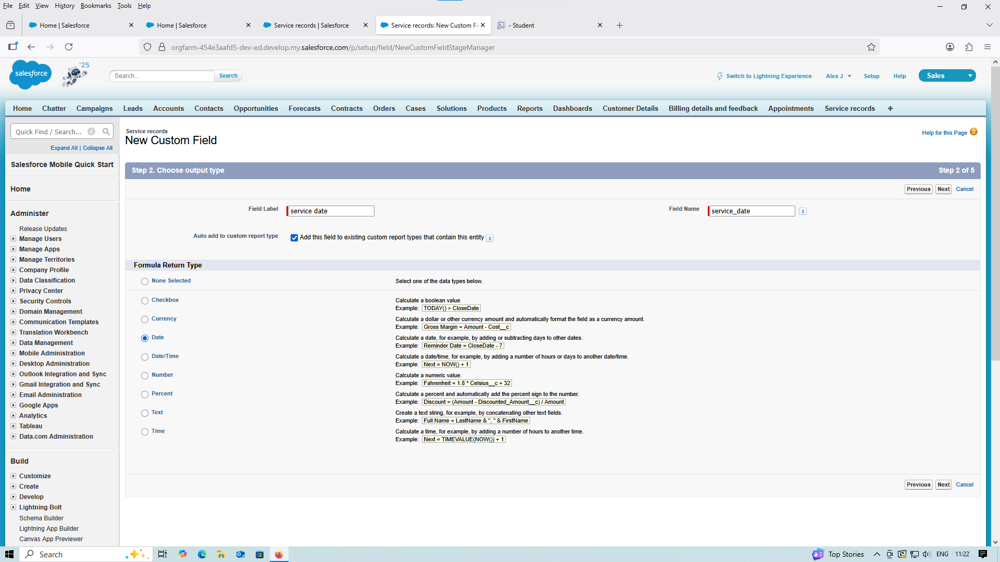 File Edit View History Bookmarks Tools Help
Home | Salesforce
Home | Salesforce
Service records | Salesforce
Service records: New Custom Fi
- Student
orgfarm-454e3aafd5-dev-ed.develop.my.salesforce.com/p/setup/field/NewCustomFieldStageManager
salesforce
'25
Search...
Search
Switch to Lightning Experience
Alex J
Setup
Help
Sales
Home Chatter Campaigns Leads Accounts Contacts Opportunities Forecasts Contracts Orders Cases Solutions Products Reports Dashboards Customer Details Billing details and feedback Appointments Service records +
Quick Find / Search...
Expand All | Collapse All
Salesforce Mobile Quick Start
Home
Administer
Release Updates
Manage Users
Manage Apps
Manage Territories
Company Profile
Data Classification
Privacy Center
Security Controls
Domain Management
Communication Templates
Translation Workbench
Data Management
Mobile Administration
Desktop Administration
Outlook Integration and Sync
Gmail Integration and Sync
Email Administration
Google Apps
Analytics
Tableau
Data.com Administration
Build
Customize
Create
Develop
Lightning Bolt
Schema Builder
Lightning App Builder
Canvas App Previewer
Service records
New Custom Field
Help for this Page
Step 2. Choose output type
Step 2 of 5
Previous Next Cancel
Field Label
service date
Field Name
service_date
Auto add to custom report type
Add this field to existing custom report types that contain this entity
Formula Return Type
None Selected
Select one of the data types below.
Checkbox
Calculate a boolean value
Example: TODAY() > CloseDate
Currency
Calculate a dollar or other currency amount and automatically format the field as a currency amount.
Example: Gross Margin = Amount - Cost__c
Date
Calculate a date, for example, by adding or subtracting days to other dates.
Example: Reminder Date = CloseDate - 7
Date/Time
Calculate a date/time, for example, by adding a number of hours or days to another date/time.
Example: Next = NOW() + 1
Number
Calculate a numeric value.
Example: Fahrenheit = 1.8 * Celsius__c + 32
Percent
Calculate a percent and automatically add the percent sign to the number.
Example: Discount = (Amount - Discounted_Amount__c) / Amount
Text
Create a text string, for example, by concatenating other text fields.
Example: Full Name = LastName & ", " & FirstName
Time
Calculate a time, for example, by adding a number of hours to another time.
Example: Next = TIMEVALUE(NOW()) + 1
Previous Next Cancel
Search
Top Stories
ENG
11:22